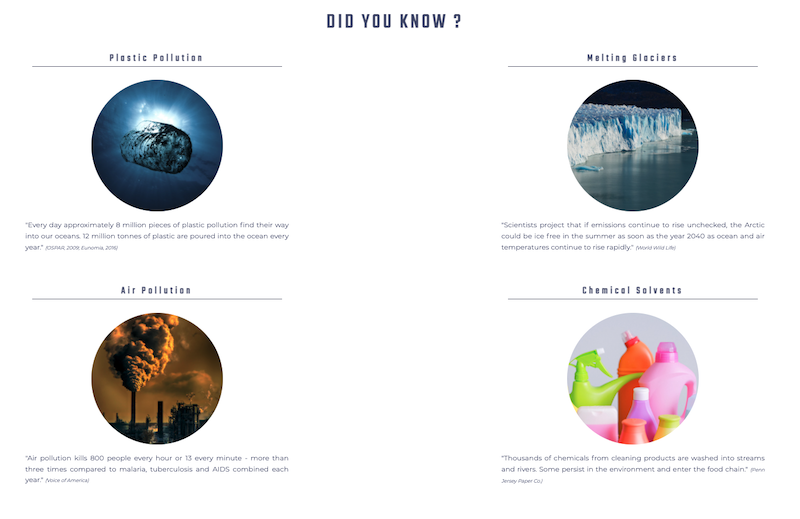 DID YOU KNOW ?
Plastic Pollution
"Every day approximately 8 million pieces of plastic pollution find their way
into our oceans. 12 million tonnes of plastic are poured into the ocean every
year." (OSPAR, 2009; Eunomia, 2016)
Melting Glaciers
"Scientists project that if emissions continue to rise unchecked, the Arctic
could be ice free in the summer as soon as the year 2040 as ocean and air
temperatures continue to rise rapidly." (World Wild Life)
Air Pollution
"Air pollution kills 800 people every hour or 13 every minute - more than
three times compared to malaria, tuberculosis and AIDS combined each
year." (Voice of America)
Chemical Solvents
"Thousands of chemicals from cleaning products are washed into streams
and rivers. Some persist in the environment and enter the food chain." (Penn
Jersey Paper Co.)